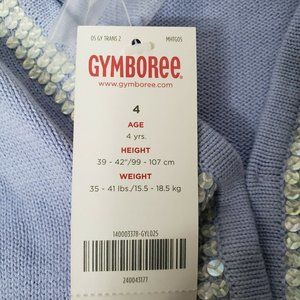 05 GY TRANS 2 MHTG05
GYMBOREE®
www.gymboree.com
4
AGE
4 yrs.
HEIGHT
39 - 42"/99 - 107 cm
WEIGHT
35 - 41 lbs./15.5 - 18.5 kg
140003378-GYL025
240043177